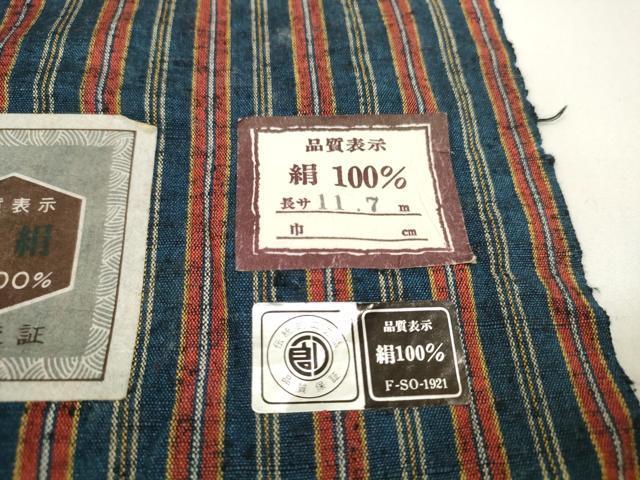 質表示
絹
00%
証
品質表示
絹 100%
長サ 11.7 m
巾 cm
品質表示
絹100%
F-SO-1921